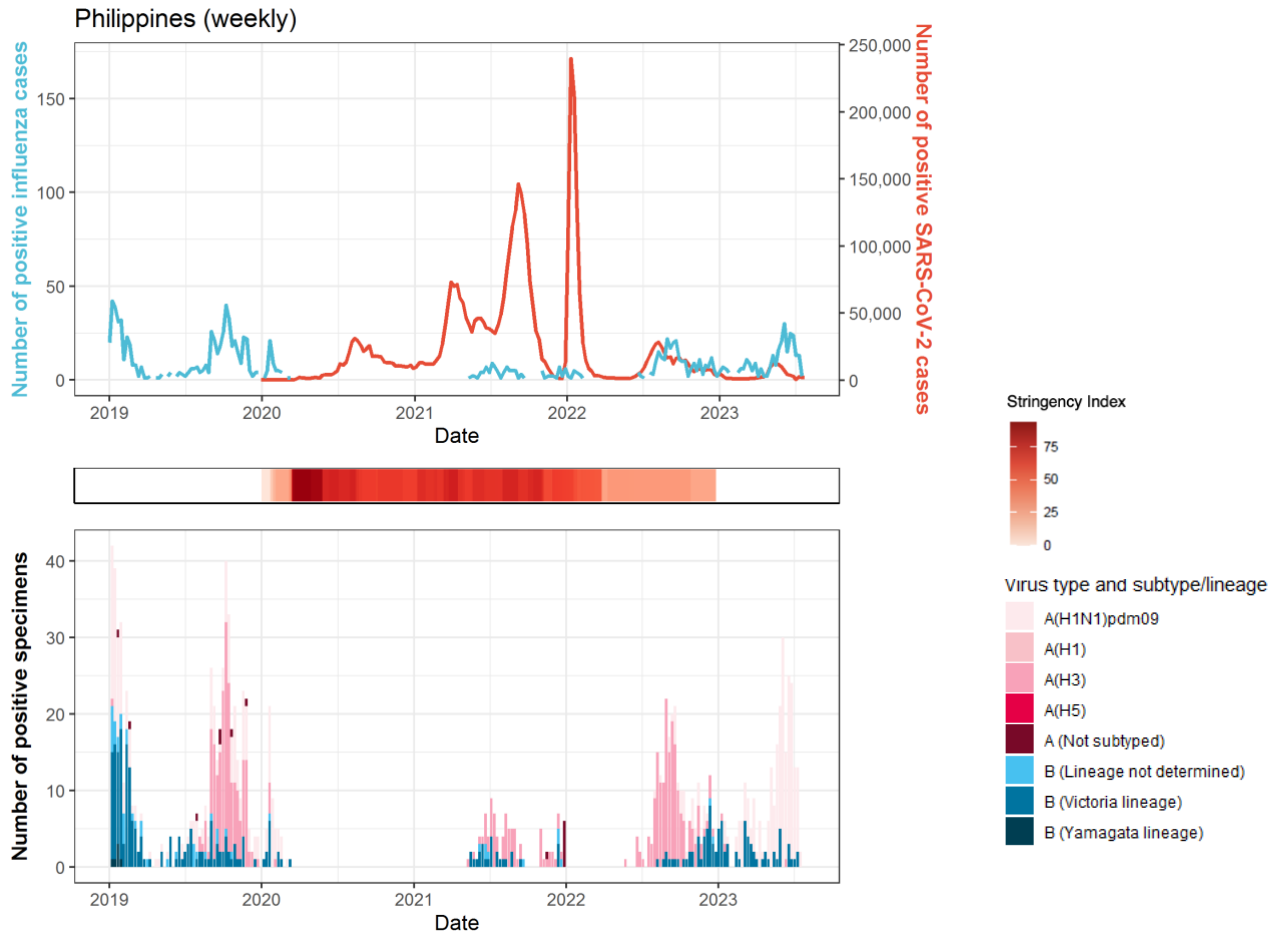 Philippines (weekly)
Number of positive influenza cases
Number of positive SARS-CoV-2 cases
150
100
50
0
250,000
200,000
150,000
100,000
50,000
0
2019
2020
2021
2022
2023
Date
Stringency Index
75
50
25
0
Number of positive specimens
40
30
20
10
0
2019
2020
2021
2022
2023
Date
Virus type and subtype/lineage
A(H1N1)pdm09
A(H1)
A(H3)
A(H5)
A (Not subtyped)
B (Lineage not determined)
B (Victoria lineage)
B (Yamagata lineage)